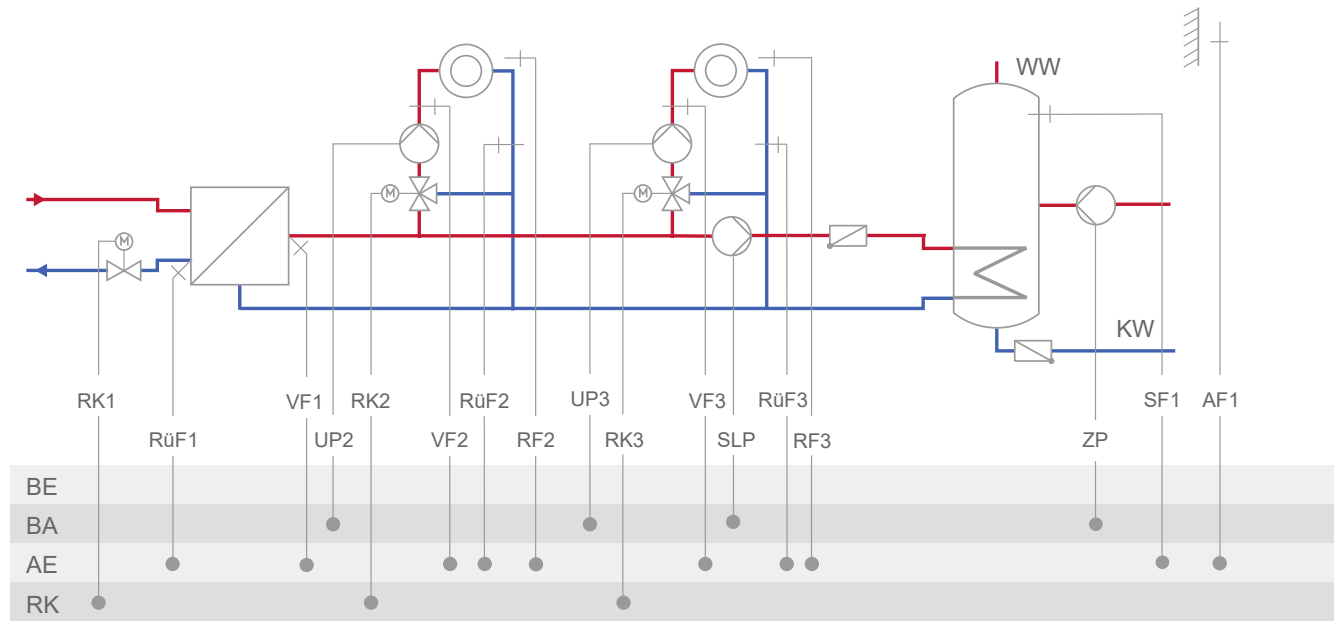 WW
M
M
M
KW
RK1
VF1
RK2
RüF2
UP3
VF3
RüF3
SF1
AF1
RüF1
UP2
VF2
RF2
RK3
SLP
RF3
ZP
BE
BA
AE
RK